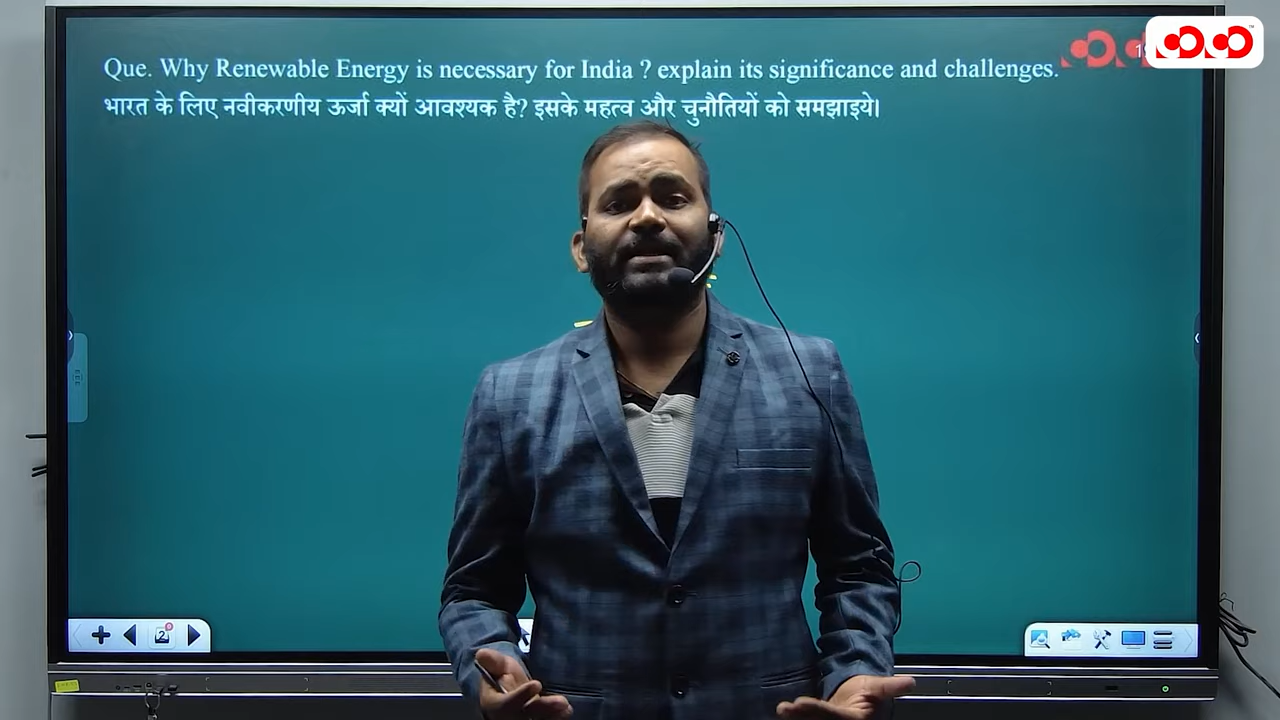 Que. Why Renewable Energy is necessary for India ? explain its significance and challenges.
भारत के लिए नवीकरणीय ऊर्जा क्यों आवश्यक है? इसके महत्व और चुनौतियों को समझाइये।
2